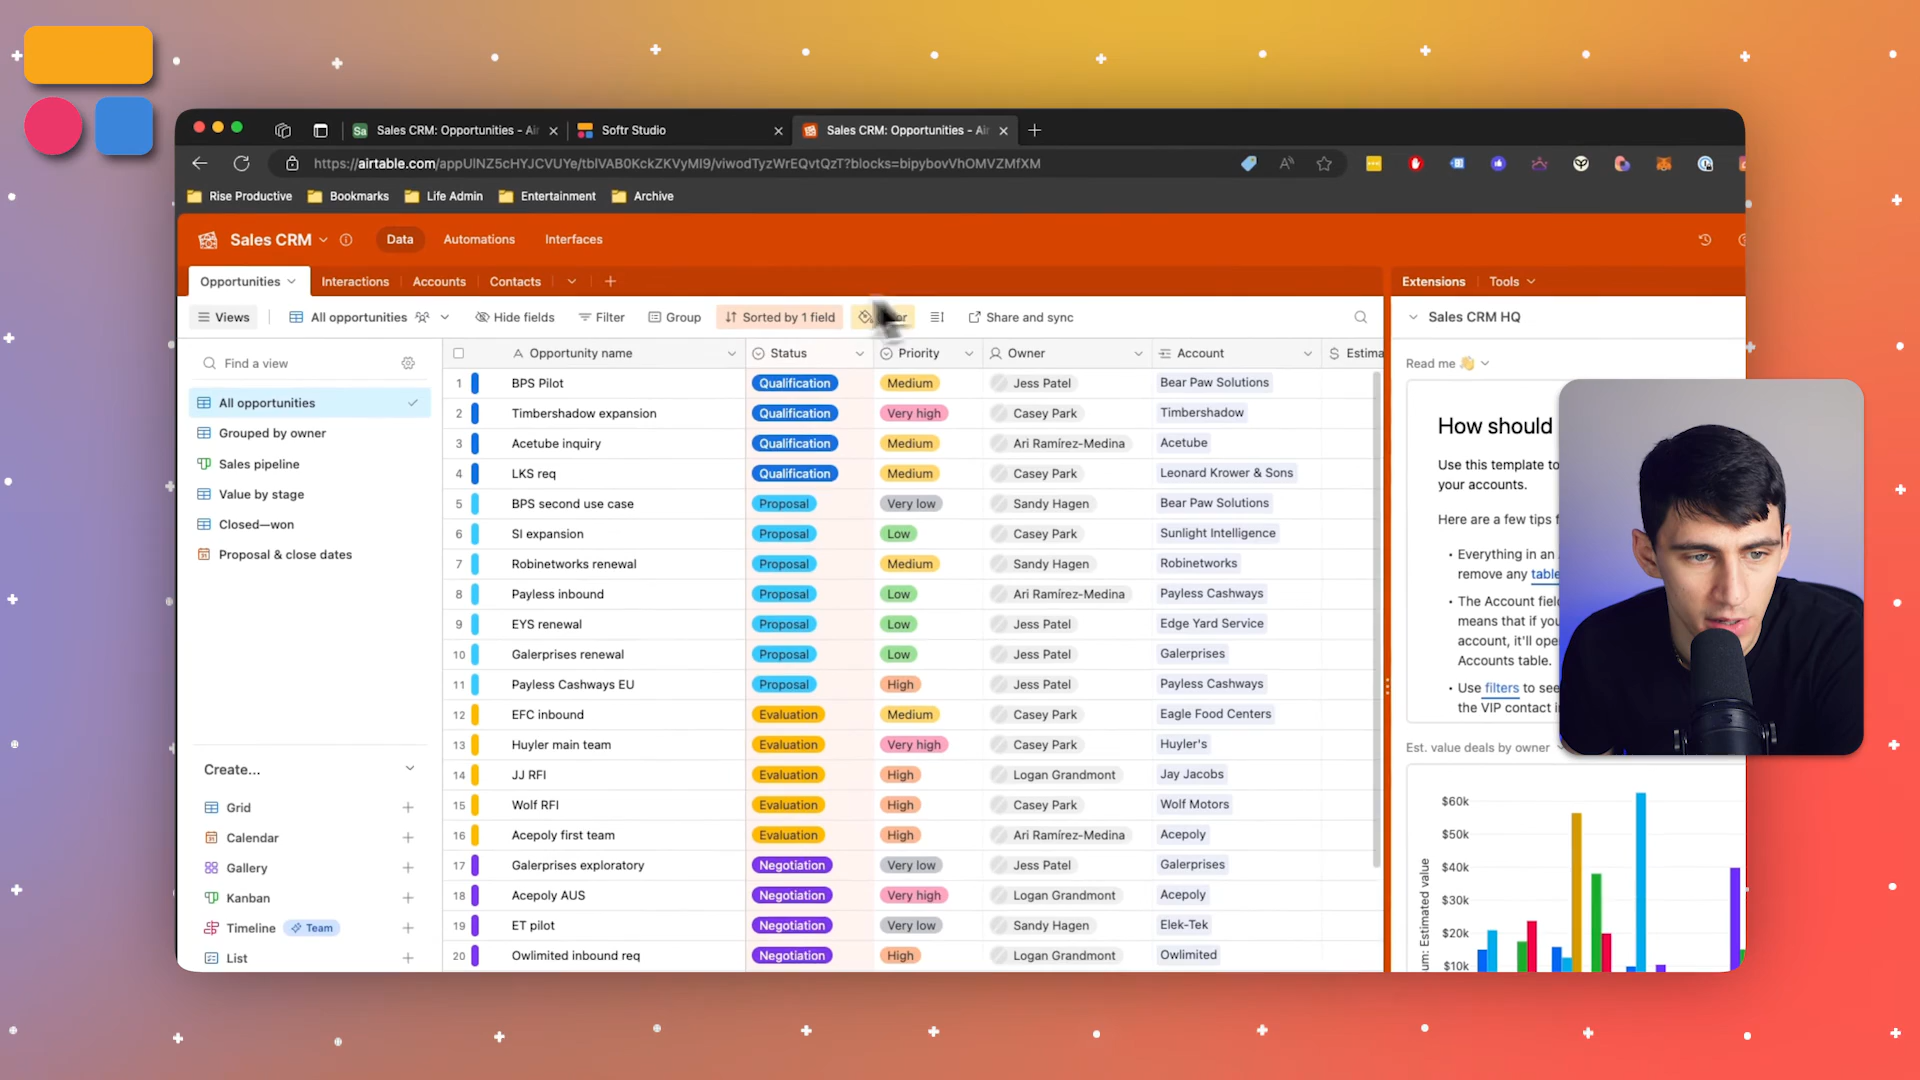 Sa Sales CRM: Opportunities - Air
Softr Studio
Sales CRM: Opportunities - Air
https://airtable.com/appUlNZ5cHYJCVUYe/tblVAB0KckZKVyMI9/viwodTyzWrEQvtQzT?blocks=bipybovVhOMVZMfXM
Rise Productive
Bookmarks
Life Admin
Entertainment
Archive
Sales CRM
Data
Automations
Interfaces
Opportunities
Interactions
Accounts
Contacts
Extensions
Tools
Views
All opportunities
Hide fields
Filter
Group
Sorted by 1 field
Share and sync
Sales CRM HQ
Find a view
All opportunities
Grouped by owner
Sales pipeline
Value by stage
Closed—won
Proposal & close dates
Create...
Grid
Calendar
Gallery
Kanban
Timeline Team
List
Opportunity name Status Priority Owner Account Estima
1 BPS Pilot Qualification Medium Jess Patel Bear Paw Solutions
2 Timbershadow expansion Qualification Very high Casey Park Timbershadow
3 Acetube inquiry Qualification Medium Ari Ramírez-Medina Acetube
4 LKS req Qualification Medium Casey Park Leonard Krower & Sons
5 BPS second use case Proposal Very low Sandy Hagen Bear Paw Solutions
6 SI expansion Proposal Low Casey Park Sunlight Intelligence
7 Robinetworks renewal Proposal Medium Sandy Hagen Robinetworks
8 Payless inbound Proposal Low Ari Ramírez-Medina Payless Cashways
9 EYS renewal Proposal Low Jess Patel Edge Yard Service
10 Galerprises renewal Proposal Low Jess Patel Galerprises
11 Payless Cashways EU Proposal High Jess Patel Payless Cashways
12 EFC inbound Evaluation Medium Casey Park Eagle Food Centers
13 Huyler main team Evaluation Very high Casey Park Huyler's
14 JJ RFI Evaluation High Logan Grandmont Jay Jacobs
15 Wolf RFI Evaluation High Casey Park Wolf Motors
16 Acepoly first team Evaluation High Ari Ramírez-Medina Acepoly
17 Galerprises exploratory Negotiation Very low Jess Patel Galerprises
18 Acepoly AUS Negotiation Very high Logan Grandmont Acepoly
19 ET pilot Negotiation Very low Sandy Hagen Elek-Tek
20 Owlimited inbound req Negotiation High Logan Grandmont Owlimited
Read me 👋
How should
Use this template to
your accounts.
Here are a few tips f
• Everything in an
remove any table
• The Account fiel
means that if you
account, it'll ope
Accounts table.
• Use filters to see
the VIP contact i
Est. value deals by owner
um: Estimated value
$60k
$50k
$40k
$30k
$20k
$10k